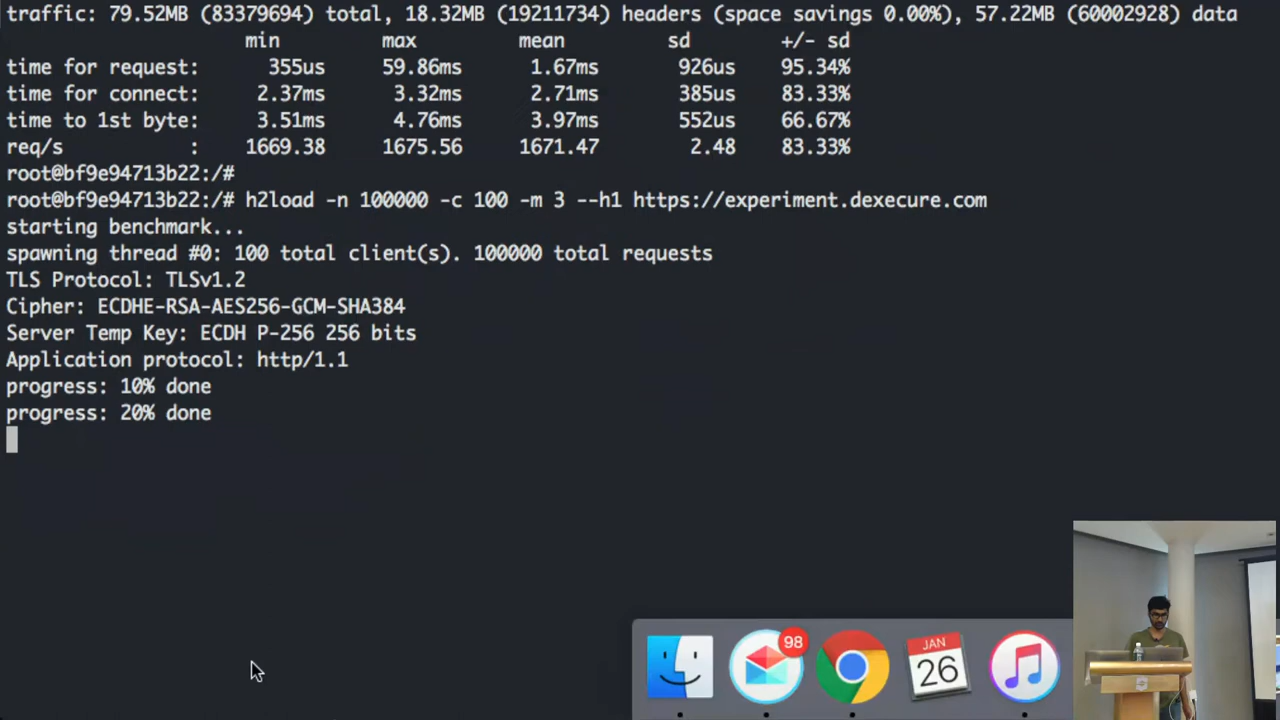 traffic: 79.52MB (83379694) total, 18.32MB (19211734) headers (space savings 0.00%), 57.22MB (60002928) data
min max mean sd +/- sd
time for request: 355us 59.86ms 1.67ms 926us 95.34%
time for connect: 2.37ms 3.32ms 2.71ms 385us 83.33%
time to 1st byte: 3.51ms 4.76ms 3.97ms 552us 66.67%
req/s : 1669.38 1675.56 1671.47 2.48 83.33%
root@bf9e94713b22:/#
root@bf9e94713b22:/# h2load -n 100000 -c 100 -m 3 --h1 https://experiment.dexecure.com
starting benchmark...
spawning thread #0: 100 total client(s). 100000 total requests
TLS Protocol: TLSv1.2
Cipher: ECDHE-RSA-AES256-GCM-SHA384
Server Temp Key: ECDH P-256 256 bits
Application protocol: http/1.1
progress: 10% done
progress: 20% done
98
JAN
26